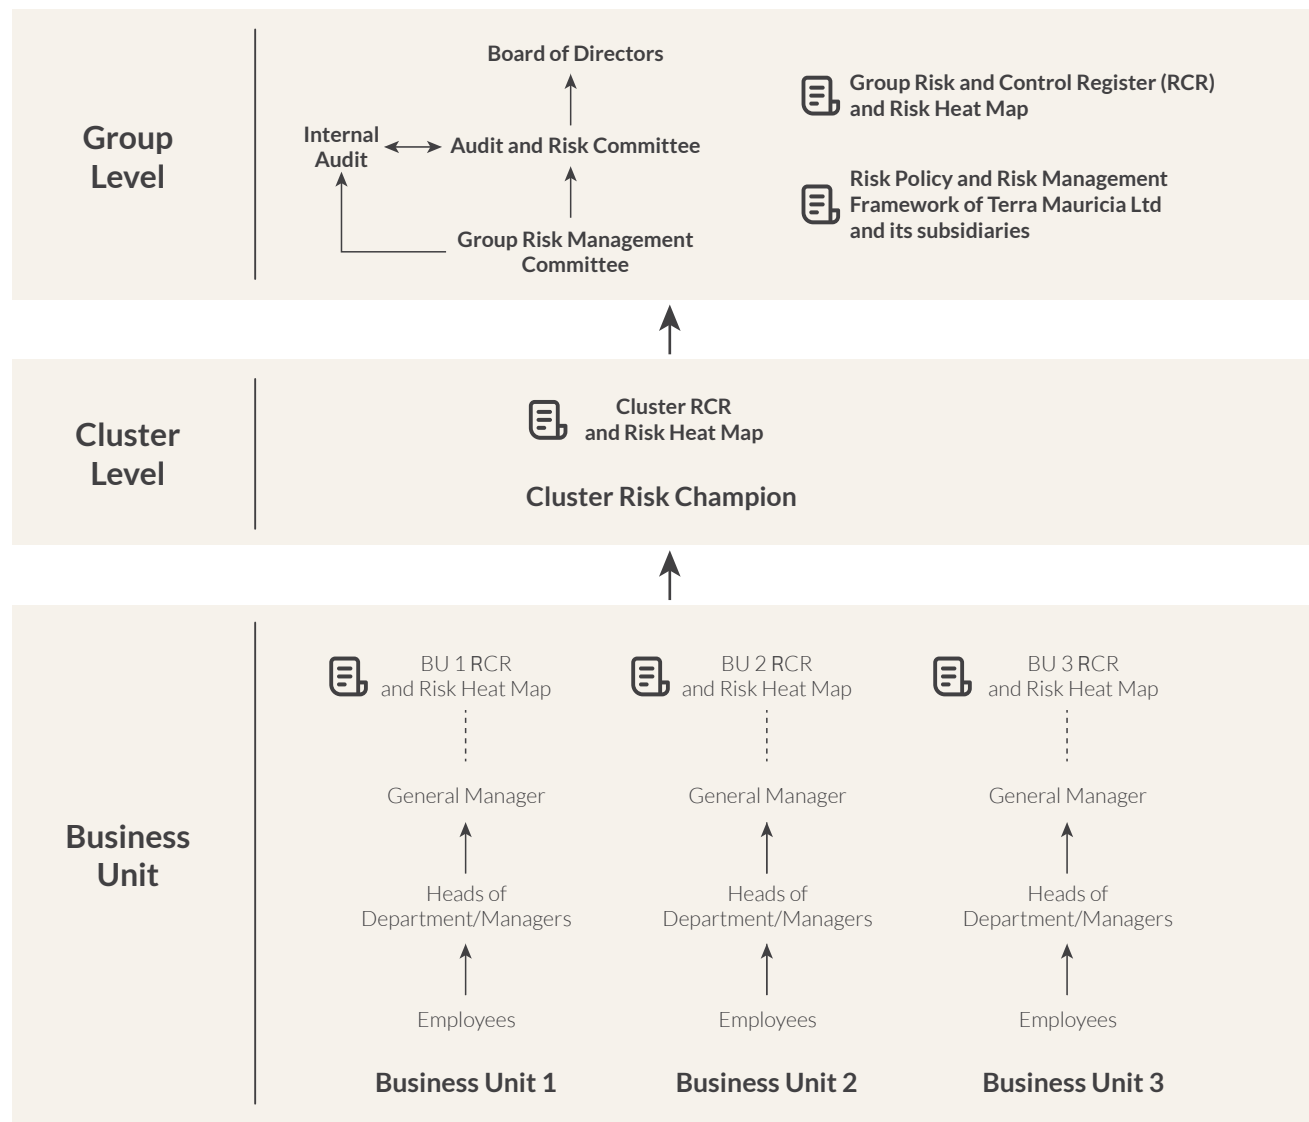 Group
Level
Board of Directors
Internal
Audit
Audit and Risk Committee
Group Risk Management
Committee
Group Risk and Control Register (RCR)
and Risk Heat Map
Risk Policy and Risk Management
Framework of Terra Mauricia Ltd
and its subsidiaries
Cluster
Level
Cluster RCR
and Risk Heat Map
Cluster Risk Champion
Business
Unit
BU 1 RCR
and Risk Heat Map
General Manager
Heads of
Department/Managers
Employees
Business Unit 1
BU 2 RCR
and Risk Heat Map
General Manager
Heads of
Department/Managers
Employees
Business Unit 2
BU 3 RCR
and Risk Heat Map
General Manager
Heads of
Department/Managers
Employees
Business Unit 3